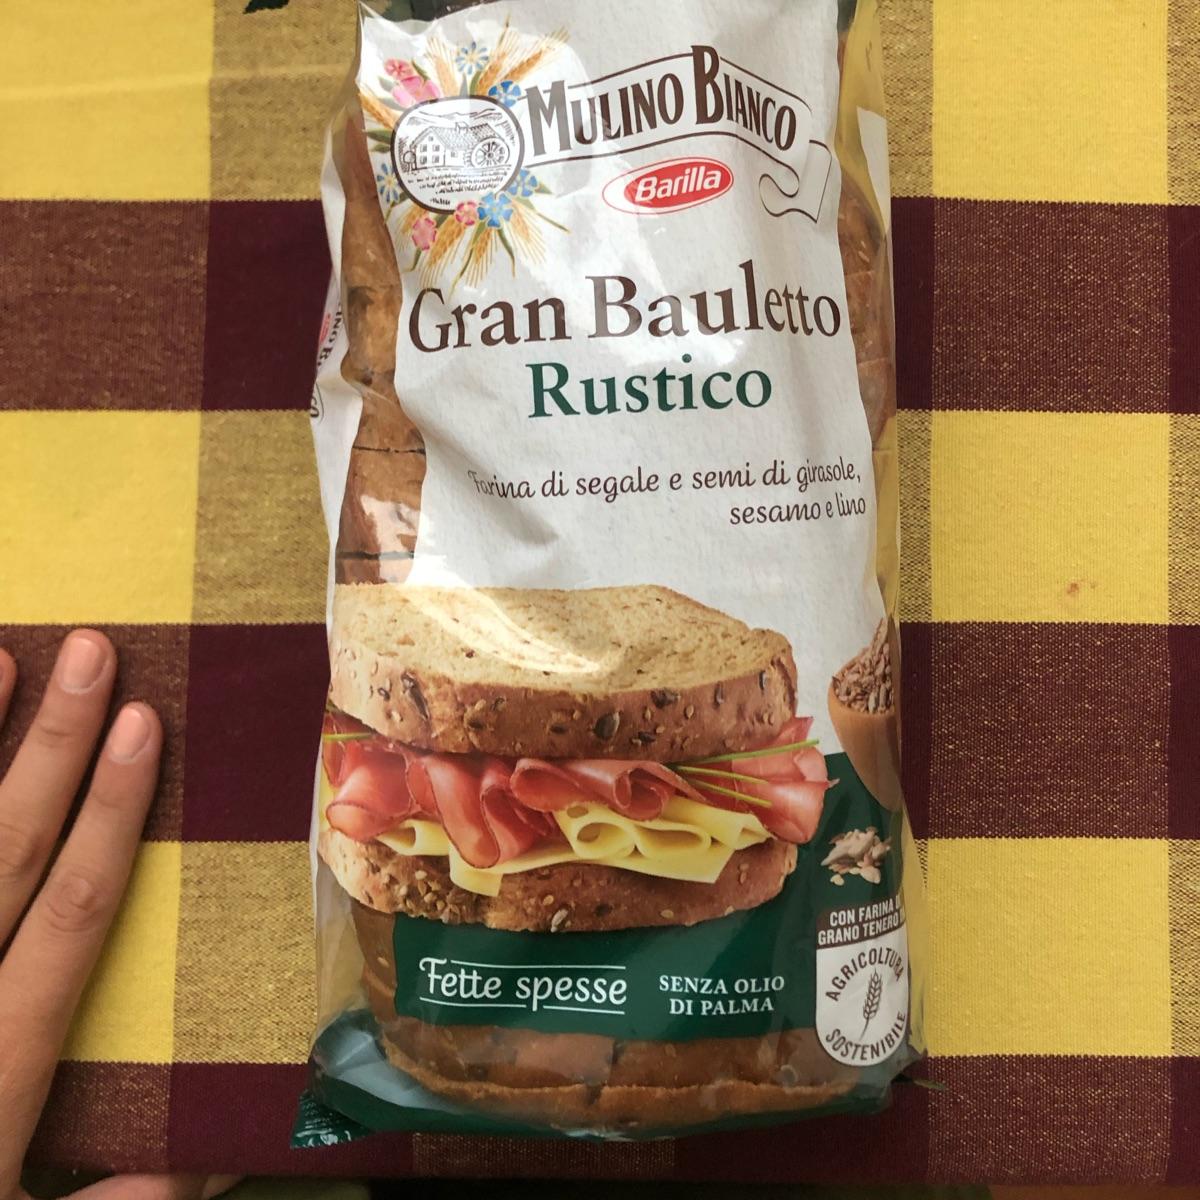 MULINO BIANCO
Barilla
Gran Bauletto
Rustico
Farina di segale e semi di girasole,
sesamo e lino
Fette spesse
SENZA OLIO
DI PALMA
CON FARINA
GRANO TENERO
AGRICOLTURA
SOSTENIBILE